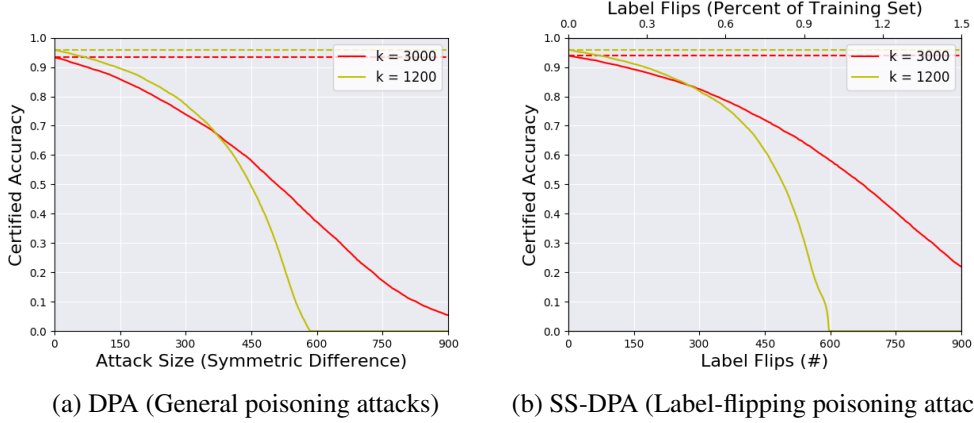 Label Flips (Percent of Training Set)
0.0 0.3 0.6 0.9 1.2 1.5
1.0 0.9 0.8 0.7 0.6 0.5 0.4 0.3 0.2 0.1 0.0
Certified Accuracy
k = 3000
k = 1200
0 150 300 450 600 750 900
Attack Size (Symmetric Difference)
(a) DPA (General poisoning attacks)
1.0 0.9 0.8 0.7 0.6 0.5 0.4 0.3 0.2 0.1 0.0
Certified Accuracy
k = 3000
k = 1200
0 150 300 450 600 750 900
Label Flips (#)
(b) SS-DPA (Label-flipping poisoning attac